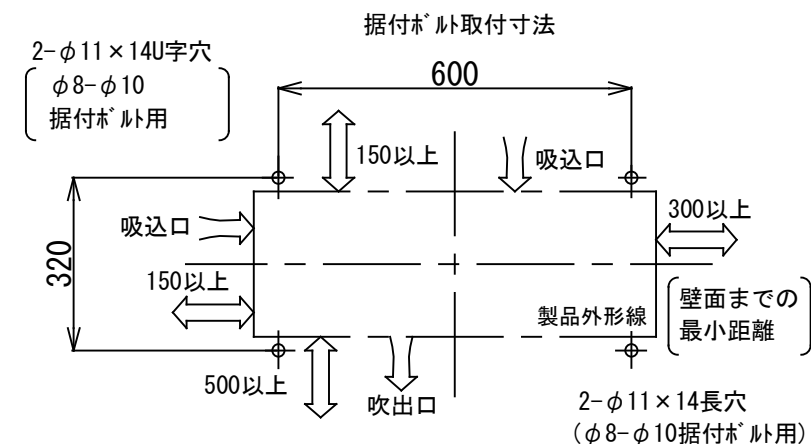 据付ﾎﾞﾙﾄ取付寸法
2-φ11×14U字穴
φ8-φ10
据付ﾎﾞﾙﾄ用
600
150以上
吸込口
300以上
吸込口
320
150以上
壁面までの
最小距離
製品外形線
500以上
吹出口
2-φ11×14長穴
(φ8-φ10据付ﾎﾞﾙﾄ用)